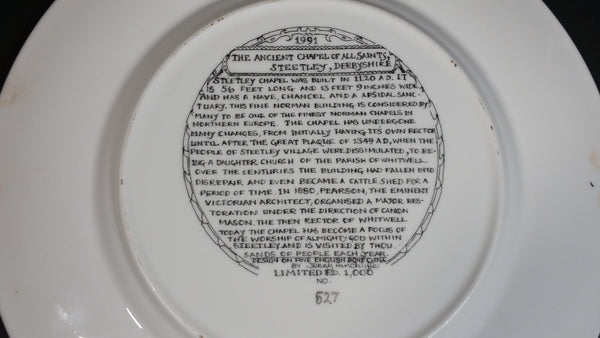 1991
THE ANCIENT CHAPEL OF ALL SAINTS,
STEETLEY, DERBYSHIRE
STEETLEY CHAPEL WAS BUILT IN 1120 A.D. IT
IS 56 FEET LONG AND 13 FEET 9 INCHES WIDE,
AND HAS A NAVE, CHANCEL AND A APSIDAL SANC-
TUARY. THIS FINE NORMAN BUILDING IS CONSIDERED BY
MANY TO BE ONE OF THE FINEST NORMAN CHAPELS IN
NORTHERN EUROPE. THE CHAPEL HAS UNDERGONE
MANY CHANGES, FROM INITIALLY HAVING ITS OWN RECTOR
UNTIL AFTER THE GREAT PLAGUE OF 1349 A.D, WHEN THE
PEOPLE OF STEETLEY VILLAGE WERE DISSIMULATED, TO BE-
ING A DAUGHTER CHURCH OF THE PARISH OF WHITWELL.
OVER THE CENTURIES THE BUILDING HAD FALLEN INTO
DISREPAIR AND EVEN BECAME A CATTLE SHED FOR A
PERIOD OF TIME. IN 1880, PEARSON, THE EMINENT
VICTORIAN ARCHITECT, ORGANISED A MAJOR RES-
TORATION UNDER THE DIRECTION OF CANON
MASON. THE THEN RECTOR OF WHITWELL
TODAY THE CHAPEL HAS BECOME A FOCUS OF
THE WORSHIP OF ALMIGHTY GOD WITHIN
STEETLEY AND IS VISITED BY THOU-
SANDS OF PEOPLE EACH YEAR.
DESIGN ON FINE ENGLISH BONE CHINA
BY Jenny Hinchliffe
LIMITED ED. 1,000
NO.
527